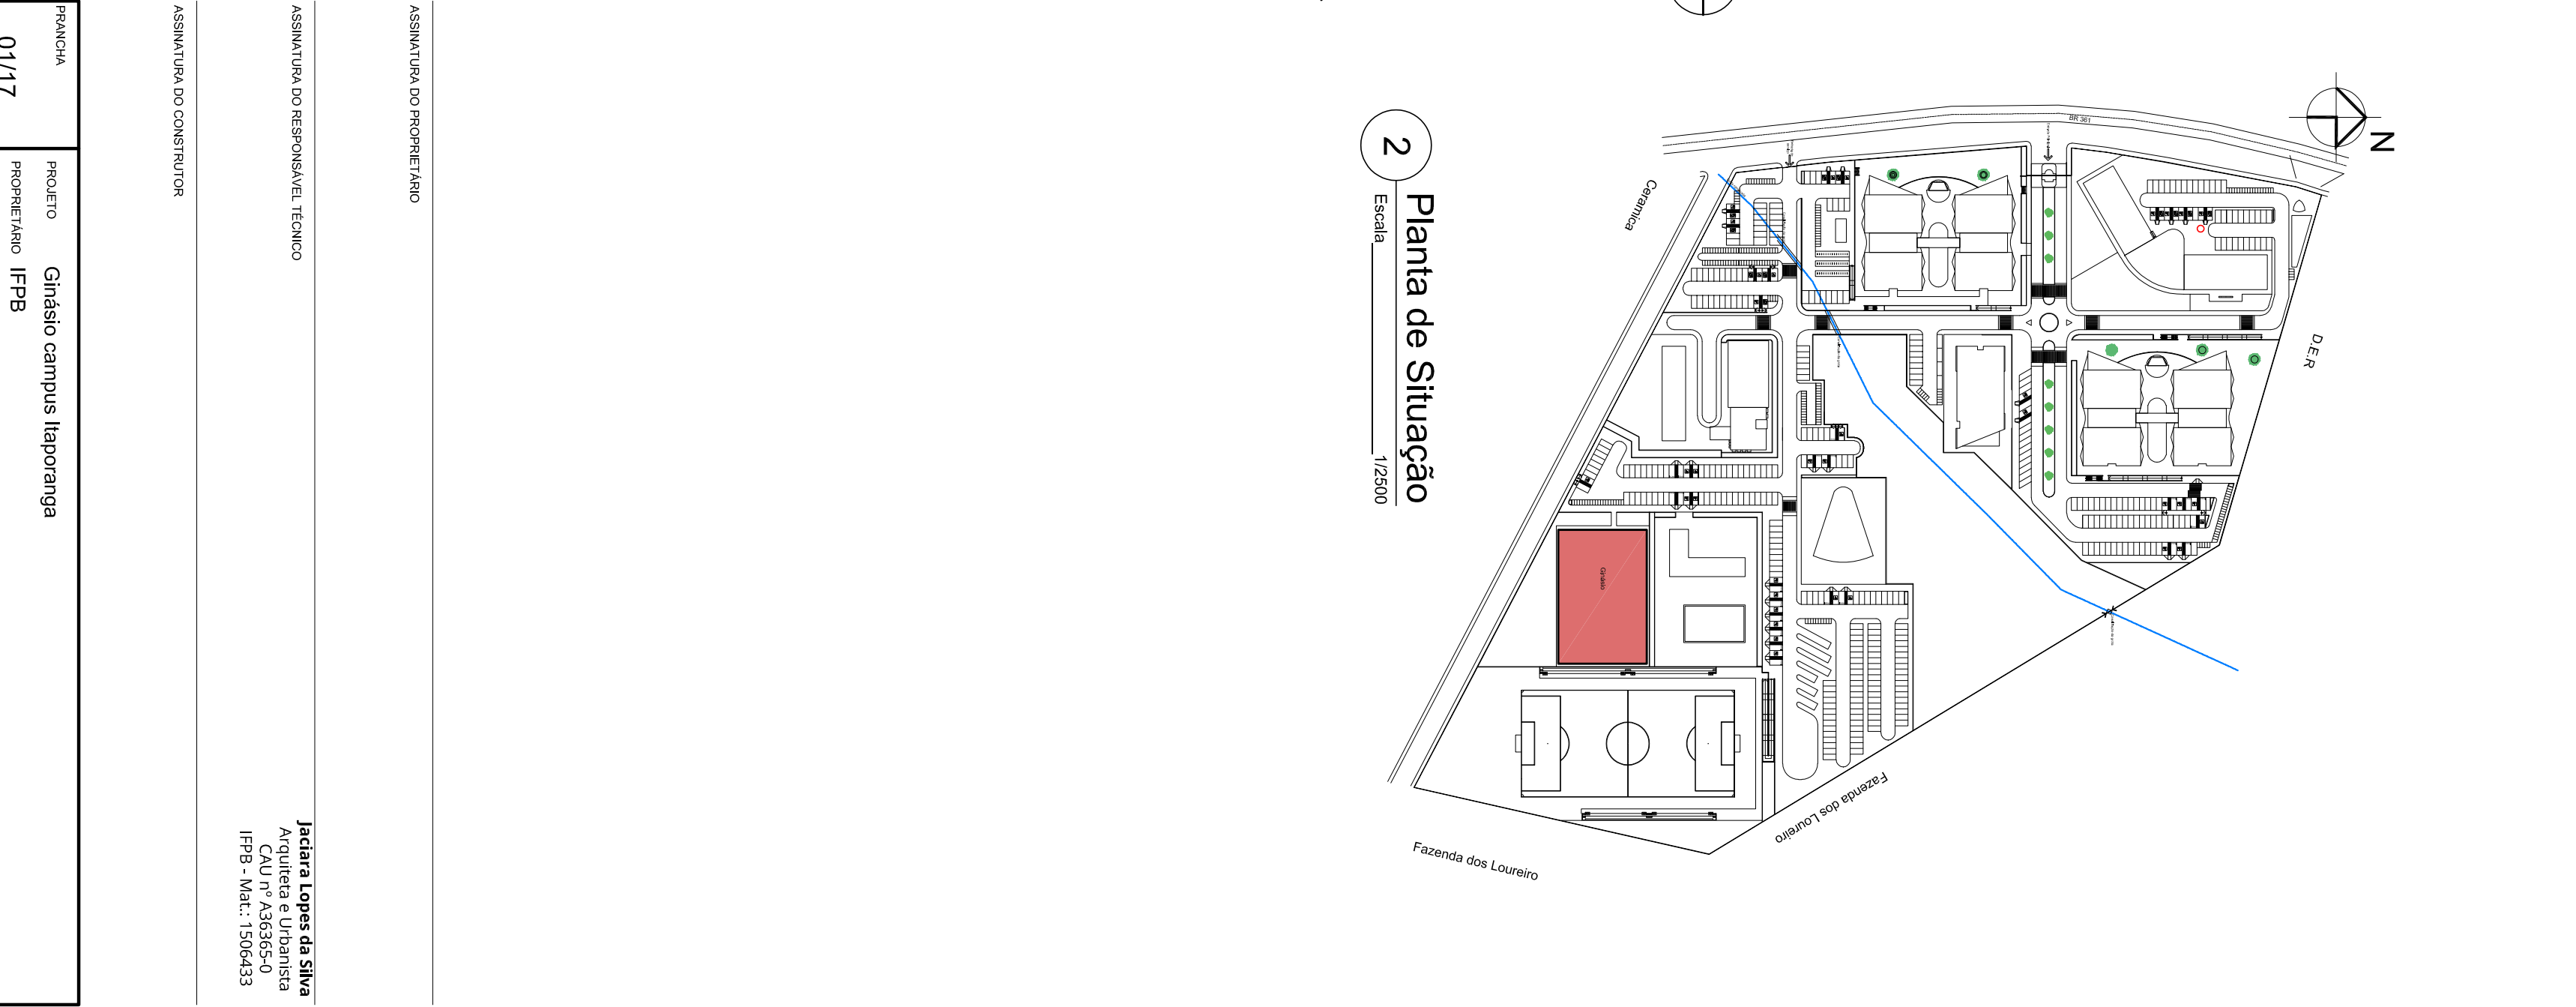 N
BR 361
D.E.R
Ceramica
Ginásio
Fazenda dos Loureiro
Fazenda dos Loureiro
2
Planta de Situação
Escala
1/2500
ASSINATURA DO PROPRIETÁRIO
ASSINATURA DO RESPONSÁVEL TÉCNICO
Jaciara Lopes da Silva
Arquiteta e Urbanista
CAU nº A36365-0
IFPB - Mat.: 1506433
ASSINATURA DO CONSTRUTOR
PRANCHA
01/17
PROJETO Ginásio campus Itaporanga
PROPRIETÁRIO IFPB